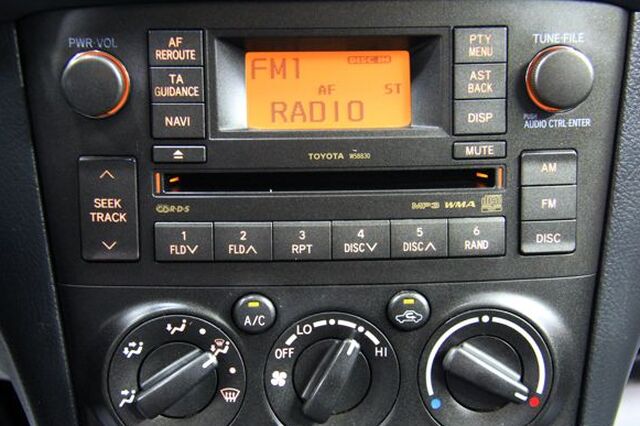 PWR·VOL
AF REROUTE
TA GUIDANCE
NAVI
FM1
DISC IN
AF
ST
RADIO
PTY MENU
AST BACK
DISP
TUNE·FILE
PUSH
AUDIO CTRL·ENTER
TOYOTA W58830
MUTE
SEEK
TRACK
R·D·S
MP3 WMA
AM
FM
DISC
1 FLD
2 FLD
3 RPT
4 DISC
5 DISC
6 RAND
A/C
OFF
LO
HI